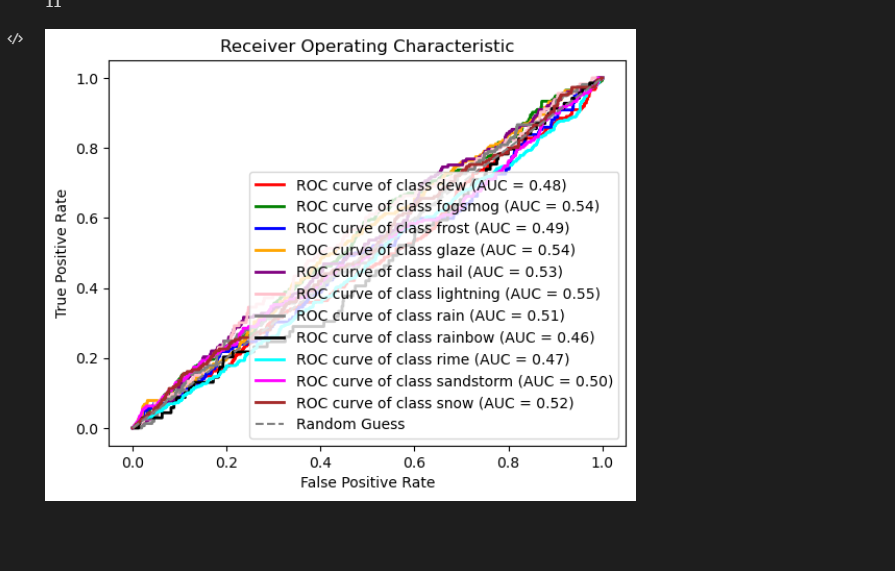 11
</>
Receiver Operating Characteristic
1.0
0.8
0.6
0.4
0.2
0.0
True Positive Rate
ROC curve of class dew (AUC = 0.48)
ROC curve of class fogsmog (AUC = 0.54)
ROC curve of class frost (AUC = 0.49)
ROC curve of class glaze (AUC = 0.54)
ROC curve of class hail (AUC = 0.53)
ROC curve of class lightning (AUC = 0.55)
ROC curve of class rain (AUC = 0.51)
ROC curve of class rainbow (AUC = 0.46)
ROC curve of class rime (AUC = 0.47)
ROC curve of class sandstorm (AUC = 0.50)
ROC curve of class snow (AUC = 0.52)
Random Guess
0.0 0.2 0.4 0.6 0.8 1.0
False Positive Rate